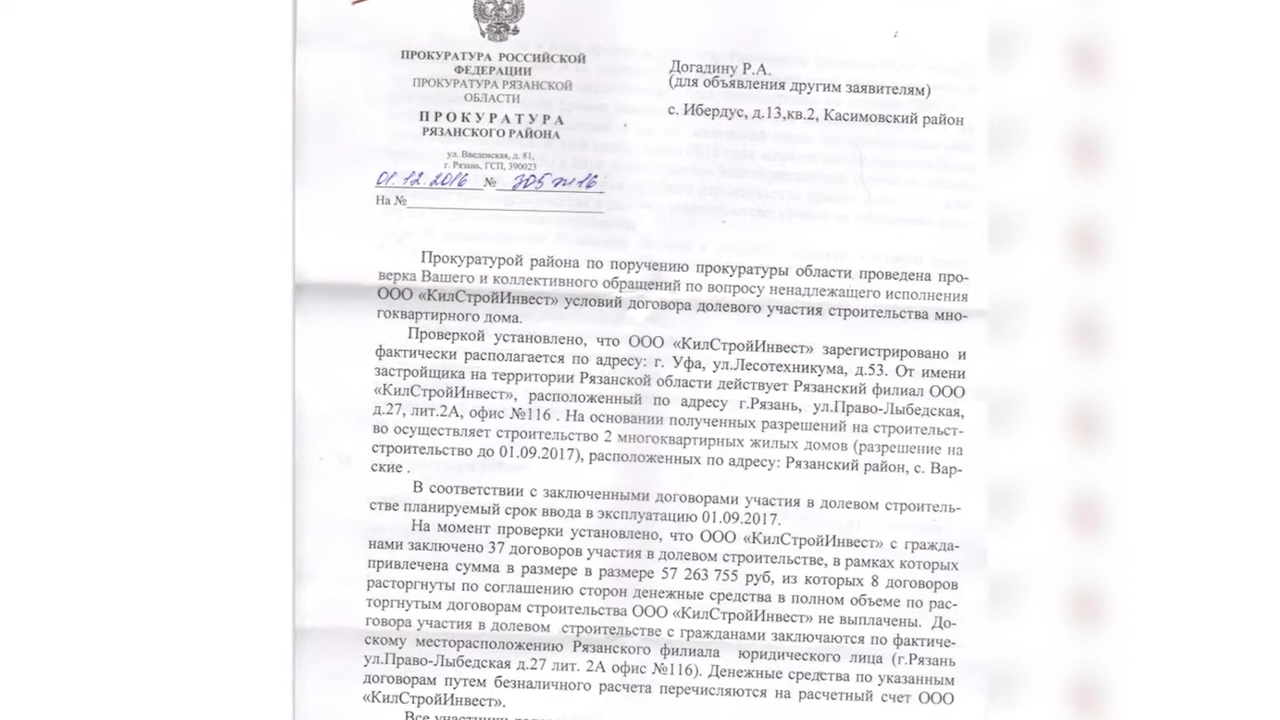 ПРОКУРАТУРА РОССИЙСКОЙ
ФЕДЕРАЦИИ
ПРОКУРАТУРА РЯЗАНСКОЙ
ОБЛАСТИ
ПРОКУРАТУРА
РЯЗАНСКОГО РАЙОНА
ул. Введенская, д. 81,
г. Рязань, ГСП, 390023
01.12.2016 № 305ж16
На №
Догадину Р.А.
(для объявления другим заявителям)
с. Ибердус, д.13,кв.2, Касимовский район
Прокуратурой района по поручению прокуратуры области проведена про-
верка Вашего и коллективного обращений по вопросу ненадлежащего исполнения
ООО «КилСтройИнвест» условий договора долевого участия строительства мно-
гоквартирного дома.
Проверкой установлено, что ООО «КилСтройИнвест» зарегистрировано и
фактически располагается по адресу: г. Уфа, ул.Лесотехникума, д.53. От имени
застройщика на территории Рязанской области действует Рязанский филиал ООО
«КилСтройИнвест», расположенный по адресу г.Рязань, ул.Право-Лыбедская,
д.27, лит.2А, офис №116 . На основании полученных разрешений на строительст-
во осуществляет строительство 2 многоквартирных жилых домов (разрешение на
строительство до 01.09.2017), расположенных по адресу: Рязанский район, с. Вар-
ские .
В соответствии с заключенными договорами участия в долевом строитель-
стве планируемый срок ввода в эксплуатацию 01.09.2017.
На момент проверки установлено, что ООО «КилСтройИнвест» с гражда-
нами заключено 37 договоров участия в долевом строительстве, в рамках которых
привлечена сумма в размере в размере 57 263 755 руб, из которых 8 договоров
расторгнуты по соглашению сторон денежные средства в полном объеме по рас-
торгнутым договорам строительства ООО «КилСтройИнвест» не выплачены. До-
говора участия в долевом строительстве с гражданами заключаются по фактиче-
скому месторасположению Рязанского филиала юридического лица (г.Рязань
ул.Право-Лыбедская д.27 лит. 2А офис №116). Денежные средства по указанным
договорам путем безналичного расчета перечисляются на расчетный счет ООО
«КилСтройИнвест».
Все участники